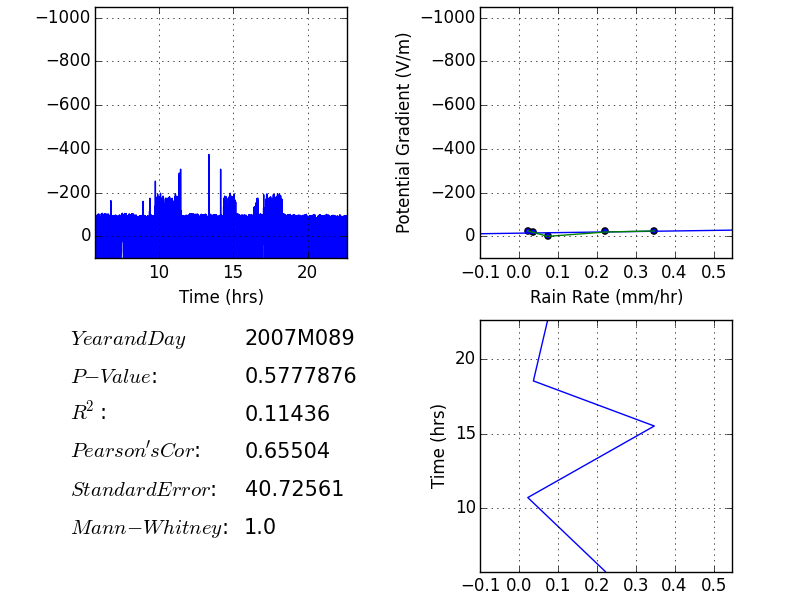 −1000
−800
−600
−400
−200
0
10 15 20
Time (hrs)
−1000
−800
−600
−400
−200
0
Potential Gradient (V/m)
−0.1 0.0 0.1 0.2 0.3 0.4 0.5
Rain Rate (mm/hr)
YearandDay 2007M089
P−Value: 0.5777876
R²: 0.11436
Pearson′sCor: 0.65504
StandardError: 40.72561
Mann−Whitney: 1.0
20
15
10
Time (hrs)
−0.1 0.0 0.1 0.2 0.3 0.4 0.5